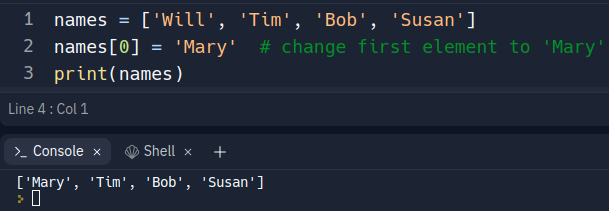 1 names = ['Will', 'Tim', 'Bob', 'Susan']
2 names[0] = 'Mary'  # change first element to 'Mary'
3 print(names)
Line 4 : Col 1
Console × Shell × +
['Mary', 'Tim', 'Bob', 'Susan']